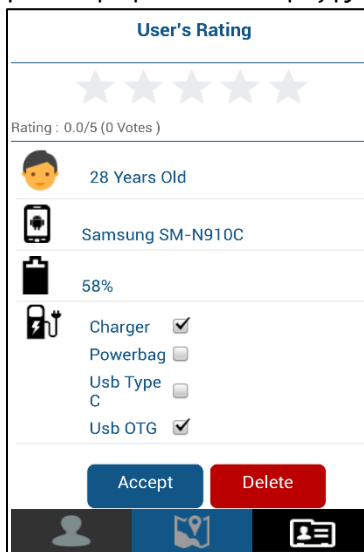 User's Rating
Rating : 0.0/5 (0 Votes )
28 Years Old
Samsung SM-N910C
58%
Charger
Powerbag
Usb Type
C
Usb OTG
Accept Delete